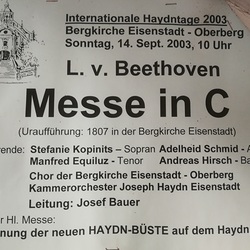 Internationale Haydntage 2003
Bergkirche Eisenstadt - Oberberg
Sonntag, 14. Sept. 2003, 10 Uhr
L. v. Beethoven
Messe in C
(Uraufführung: 1807 in der Bergkirche Eisenstadt)
rende: Stefanie Kopinits – Sopran Adelheid Schmid - A
Manfred Equiluz - Tenor Andreas Hirsch - Ba
Chor der Bergkirche Eisenstadt - Oberberg
Kammerorchester Joseph Haydn Eisenstadt
Leitung: Josef Bauer
r Hl. Messe:
nung der neuen HAYDN-BÜSTE auf dem Haydn